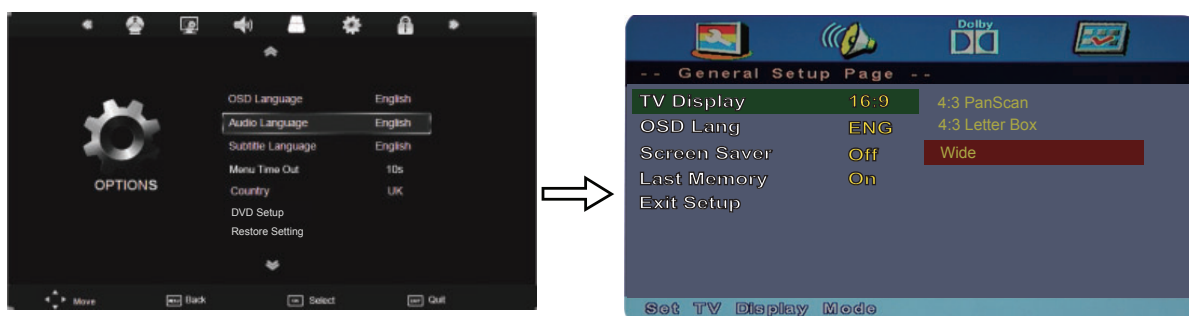 OSD Language English
Audio Language English
Subtitle Language English
Menu Time Out 10s
Country UK
DVD Setup
Restore Setting
OPTIONS
Move Back Select Quit
Dolby
-- General Setup Page --
TV Display 16:9
OSD Lang ENG
Screen Saver Off
Last Memory On
Exit Setup
4:3 PanScan
4:3 Letter Box
Wide
Set TV Display Mode